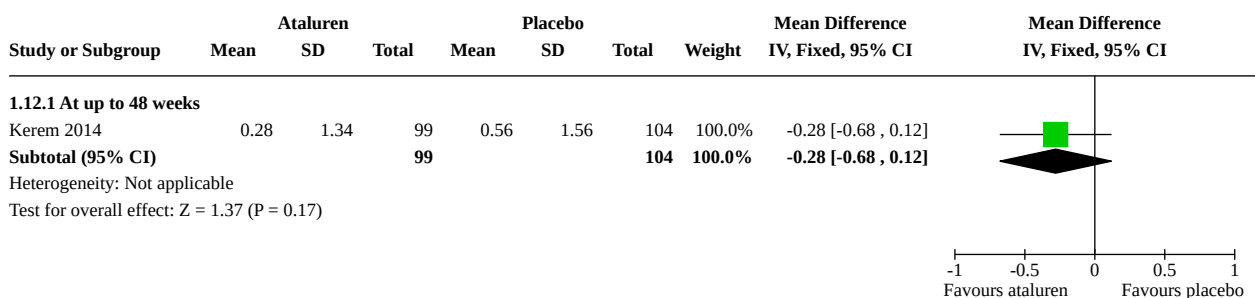 Ataluren Placebo Mean Difference Mean Difference
Study or Subgroup Mean SD Total Mean SD Total Weight IV, Fixed, 95% CI IV, Fixed, 95% CI
1.12.1 At up to 48 weeks
Kerem 2014 0.28 1.34 99 0.56 1.56 104 100.0% -0.28 [-0.68 , 0.12]
Subtotal (95% CI) 99 104 100.0% -0.28 [-0.68 , 0.12]
Heterogeneity: Not applicable
Test for overall effect: Z = 1.37 (P = 0.17)
-1 -0.5 0 0.5 1
Favours ataluren Favours placebo